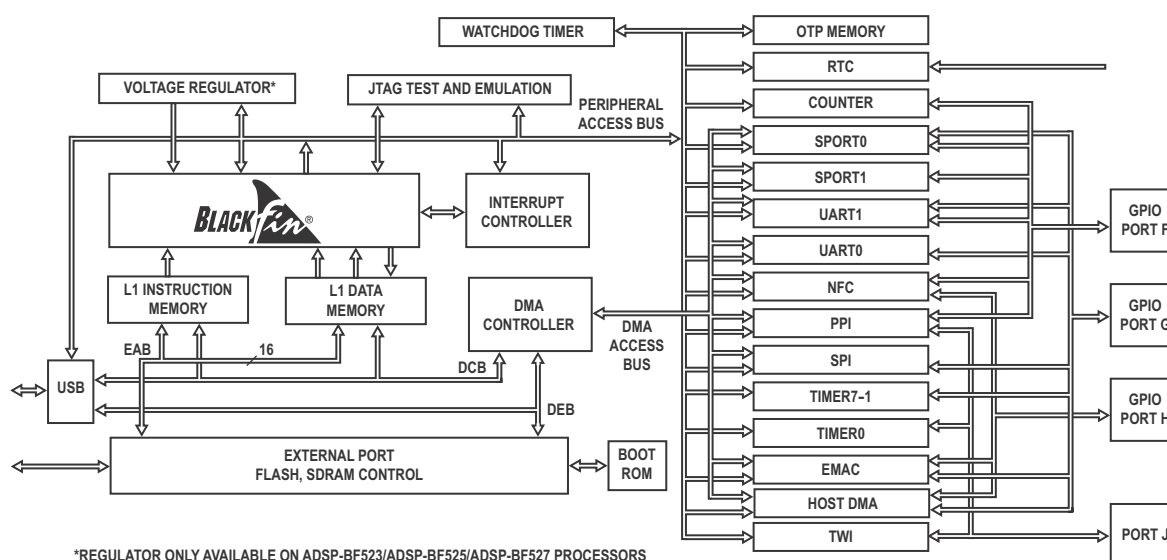 WATCHDOG TIMER
OTP MEMORY
RTC
VOLTAGE REGULATOR*
JTAG TEST AND EMULATION
PERIPHERAL
ACCESS BUS
COUNTER
SPORT0
SPORT1
BLACKfin®
INTERRUPT
CONTROLLER
UART1
GPIO
PORT F
UART0
L1 INSTRUCTION
MEMORY
L1 DATA
MEMORY
DMA
CONTROLLER
NFC
GPIO
PORT G
DMA
ACCESS
BUS
PPI
EAB
16
DCB
SPI
USB
TIMER7–1
GPIO
PORT H
DEB
TIMER0
EXTERNAL PORT
FLASH, SDRAM CONTROL
BOOT
ROM
EMAC
HOST DMA
TWI
PORT J
*REGULATOR ONLY AVAILABLE ON ADSP-BF523/ADSP-BF525/ADSP-BF527 PROCESSORS